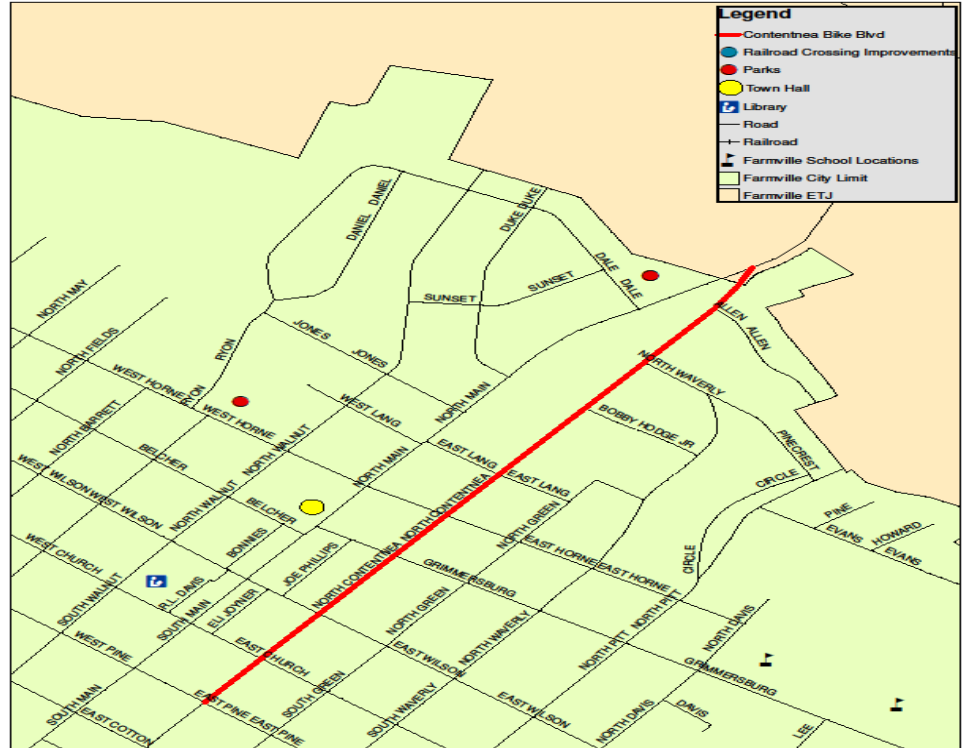 Legend
Contentnea Bike Blvd
Railroad Crossing Improvements
Parks
Town Hall
Library
Road
Railroad
Farmville School Locations
Farmville City Limit
Farmville ETJ
DANIEL
DANIEL
DUKE
DUKE
DALE
DALE
SUNSET
SUNSET
NORTH MAY
NORTH FIELDS
RYON
RYON
JONES
JONES
ALLEN
ALLEN
WEST HORNE
WEST HORNE
WEST LANG
NORTH MAIN
NORTH WAVERLY
BOBBY HODGE JR
PINECREST
CIRCLE
CIRCLE
NORTH BARRETT
BELCHER
NORTH WALNUT
NORTH MAIN
EAST LANG
EAST LANG
WEST WILSON
WEST WILSON
NORTH WALNUT
BELCHER
NORTH CONTENTNEA
NORTH CONTENTNEA
NORTH GREEN
PINE
EVANS
HOWARD
EVANS
WEST CHURCH
BONNIES
JOE PHILLIPS
GRIMMERSBURG
EAST HORNE
EAST HORNE
SOUTH WALNUT
R.L. DAVIS
SOUTH MAIN
ELI JOYNER
NORTH GREEN
NORTH WAVERLY
NORTH PITT
NORTH PITT
NORTH DAVIS
WEST PINE
EAST CHURCH
EAST WILSON
GRIMMERSBURG
SOUTH MAIN
EAST COTTON
EAST PINE
EAST PINE
SOUTH GREEN
SOUTH WAVERLY
EAST WILSON
NORTH DAVIS
DAVIS
LEE